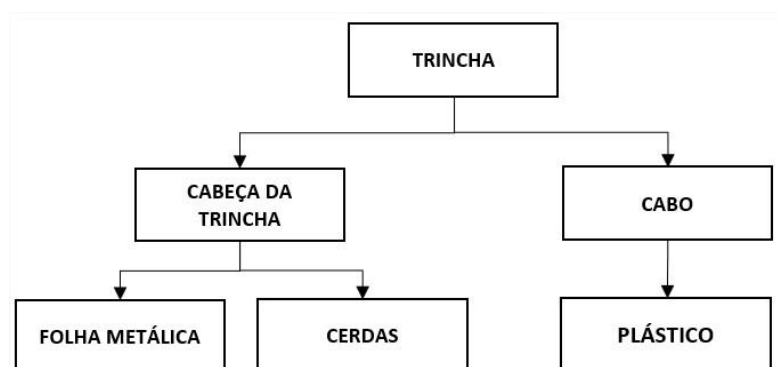 TRINCHA
CABEÇA DA
TRINCHA
CABO
FOLHA METÁLICA
CERDAS
PLÁSTICO